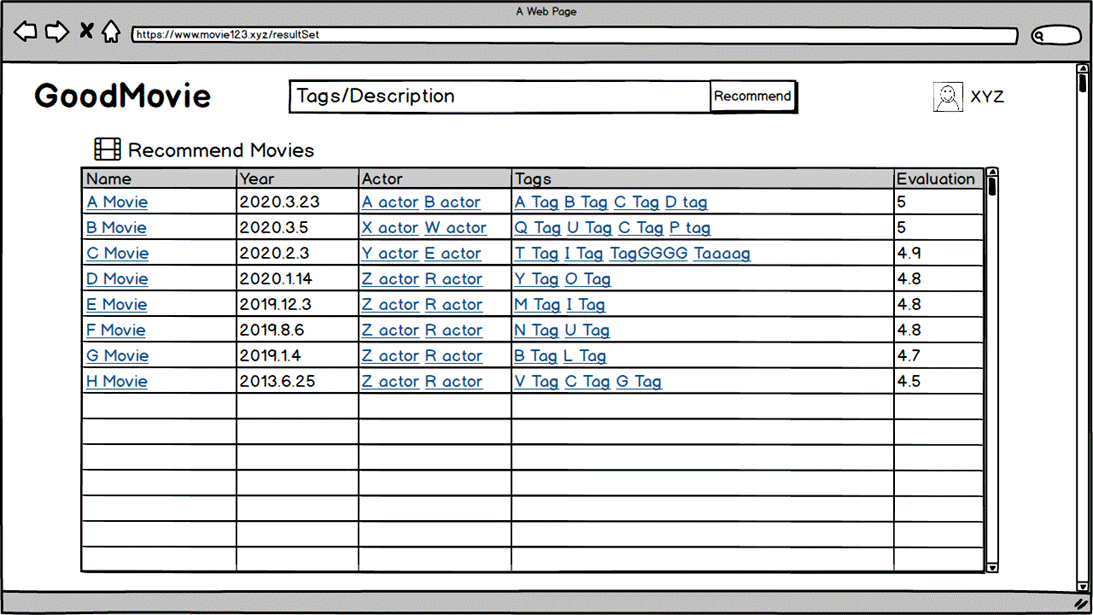 A Web Page
https://www.movie123.xyz/resultSet
GoodMovie Tags/Description Recommend XYZ
Recommend Movies
Name Year Actor Tags Evaluation
A Movie 2020.3.23 A actor B actor A Tag B Tag C Tag D tag 5
B Movie 2020.3.5 X actor W actor Q Tag U Tag C Tag P tag 5
C Movie 2020.2.3 Y actor E actor T Tag I Tag TagGGGG Taaaag 4.9
D Movie 2020.1.14 Z actor R actor Y Tag O Tag 4.8
E Movie 2019.12.3 Z actor R actor M Tag I Tag 4.8
F Movie 2019.8.6 Z actor R actor N Tag U Tag 4.8
G Movie 2019.1.4 Z actor R actor B Tag L Tag 4.7
H Movie 2013.6.25 Z actor R actor V Tag C Tag G Tag 4.5